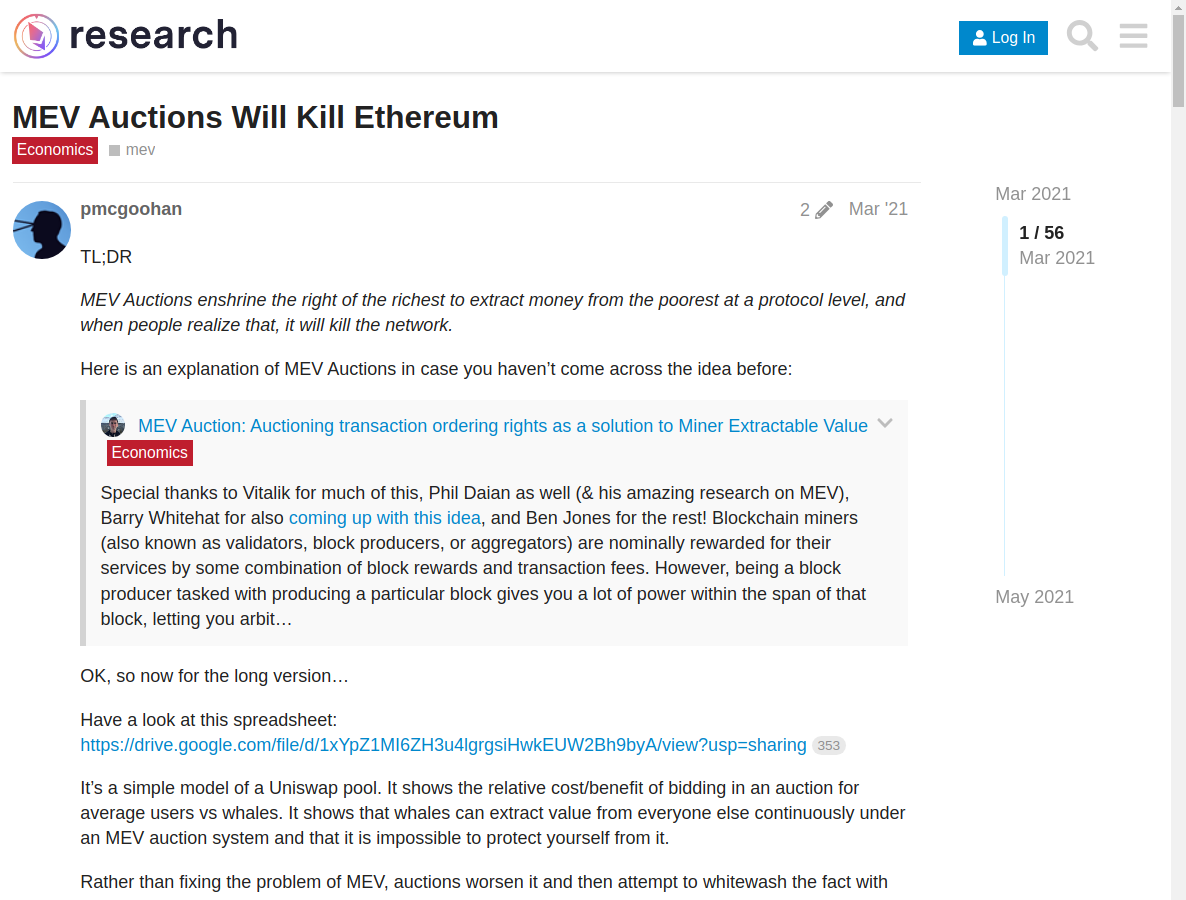 research
Log In
MEV Auctions Will Kill Ethereum
Economics mev
pmcgoohan 2 Mar '21
TL;DR
MEV Auctions enshrine the right of the richest to extract money from the poorest at a protocol level, and
when people realize that, it will kill the network.
Here is an explanation of MEV Auctions in case you haven’t come across the idea before:
MEV Auction: Auctioning transaction ordering rights as a solution to Miner Extractable Value
Economics
Special thanks to Vitalik for much of this, Phil Daian as well (& his amazing research on MEV),
Barry Whitehat for also coming up with this idea, and Ben Jones for the rest! Blockchain miners
(also known as validators, block producers, or aggregators) are nominally rewarded for their
services by some combination of block rewards and transaction fees. However, being a block
producer tasked with producing a particular block gives you a lot of power within the span of that
block, letting you arbit…
OK, so now for the long version…
Have a look at this spreadsheet:
https://drive.google.com/file/d/1xYpZ1MI6ZH3u4lgrgsiHwkEUW2Bh9byA/view?usp=sharing 353
It’s a simple model of a Uniswap pool. It shows the relative cost/benefit of bidding in an auction for
average users vs whales. It shows that whales can extract value from everyone else continuously under
an MEV auction system and that it is impossible to protect yourself from it.
Rather than fixing the problem of MEV, auctions worsen it and then attempt to whitewash the fact with
Mar 2021
1 / 56
Mar 2021
May 2021